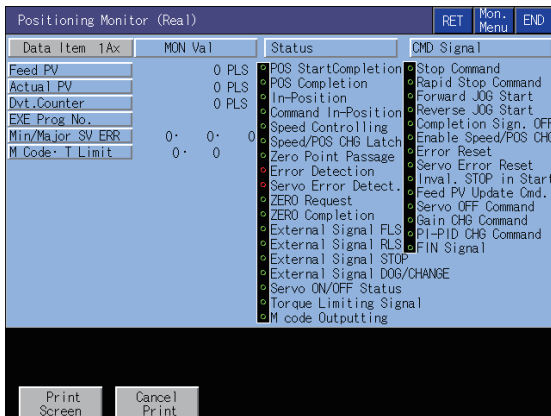 Positioning Monitor (Real)
RET
Mon. Menu
END
Data Item 1Ax
MON Val
Status
CMD Signal
Feed PV
0 PLS
Actual PV
0 PLS
Dvt.Counter
0 PLS
EXE Prog No.
Min/Major SV ERR
0· 0· 0
M Code· T Limit
0· 0
POS StartCompletion
POS Completion
In-Position
Command In-Position
Speed Controlling
Speed/POS CHG Latch
Zero Point Passage
Error Detection
Servo Error Detect.
ZERO Request
ZERO Completion
External Signal FLS
External Signal RLS
External Signal STOP
External Signal DOG/CHANGE
Servo ON/OFF Status
Torque Limiting Signal
M code Outputting
Stop Command
Rapid Stop Command
Forward JOG Start
Reverse JOG Start
Completion Sign. OFF
Enable Speed/POS CHG
Error Reset
Servo Error Reset
Inval. STOP in Start
Feed PV Update Cmd.
Servo OFF Command
Gain CHG Command
PI-PID CHG Command
FIN Signal
Print
Screen
Cancel
Print